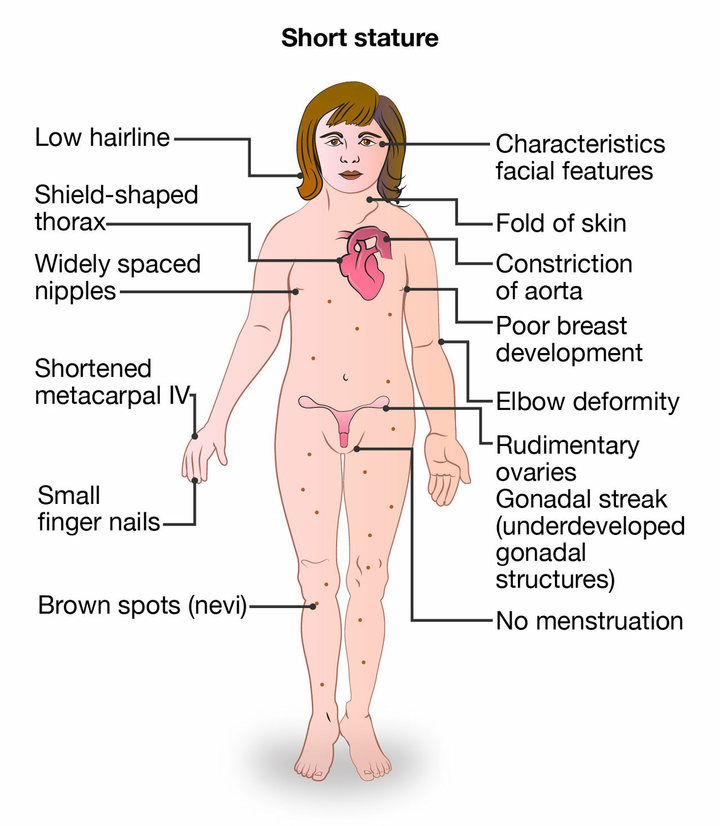 Short stature
Low hairline
Shield-shaped
thorax
Widely spaced
nipples
Shortened
metacarpal IV
Small
finger nails
Brown spots (nevi)
Characteristics
facial features
Fold of skin
Constriction
of aorta
Poor breast
development
Elbow deformity
Rudimentary
ovaries
Gonadal streak
(underdeveloped
gonadal
structures)
No menstruation